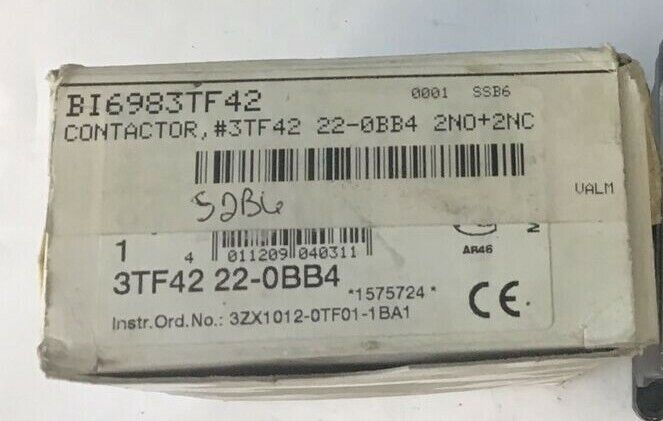 BI6983TF42 0001 SSB6
CONTACTOR,#3TF42 22-0BB4 2NO+2NC
VALM
S2B6
1 4 011209 040311 AR46
3TF42 22-0BB4
*1575724*
Instr.Ord.No.: 3ZX1012-0TF01-1BA1
CE